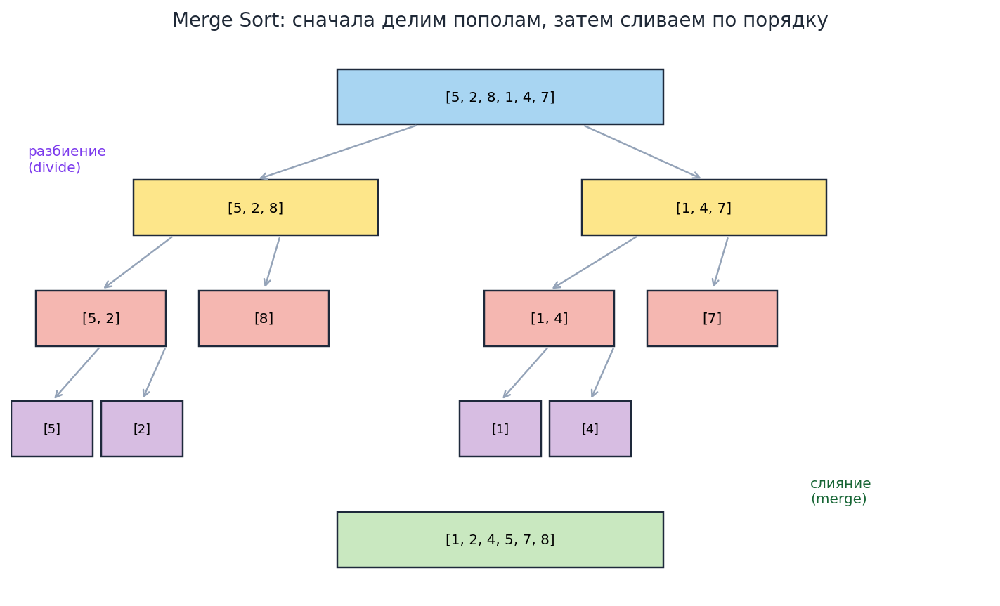 Merge Sort: сначала делим пополам, затем сливаем по порядку
[5, 2, 8, 1, 4, 7]
разбиение
(divide)
[5, 2, 8]
[1, 4, 7]
[5, 2]
[8]
[1, 4]
[7]
[5]
[2]
[1]
[4]
слияние
(merge)
[1, 2, 4, 5, 7, 8]